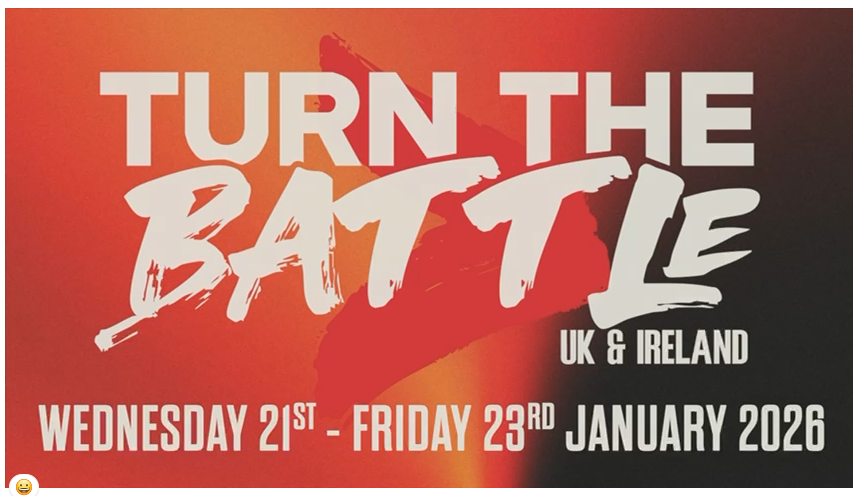 TURN THE
BATTLE
UK & IRELAND
WEDNESDAY 21ST - FRIDAY 23RD JANUARY 2026